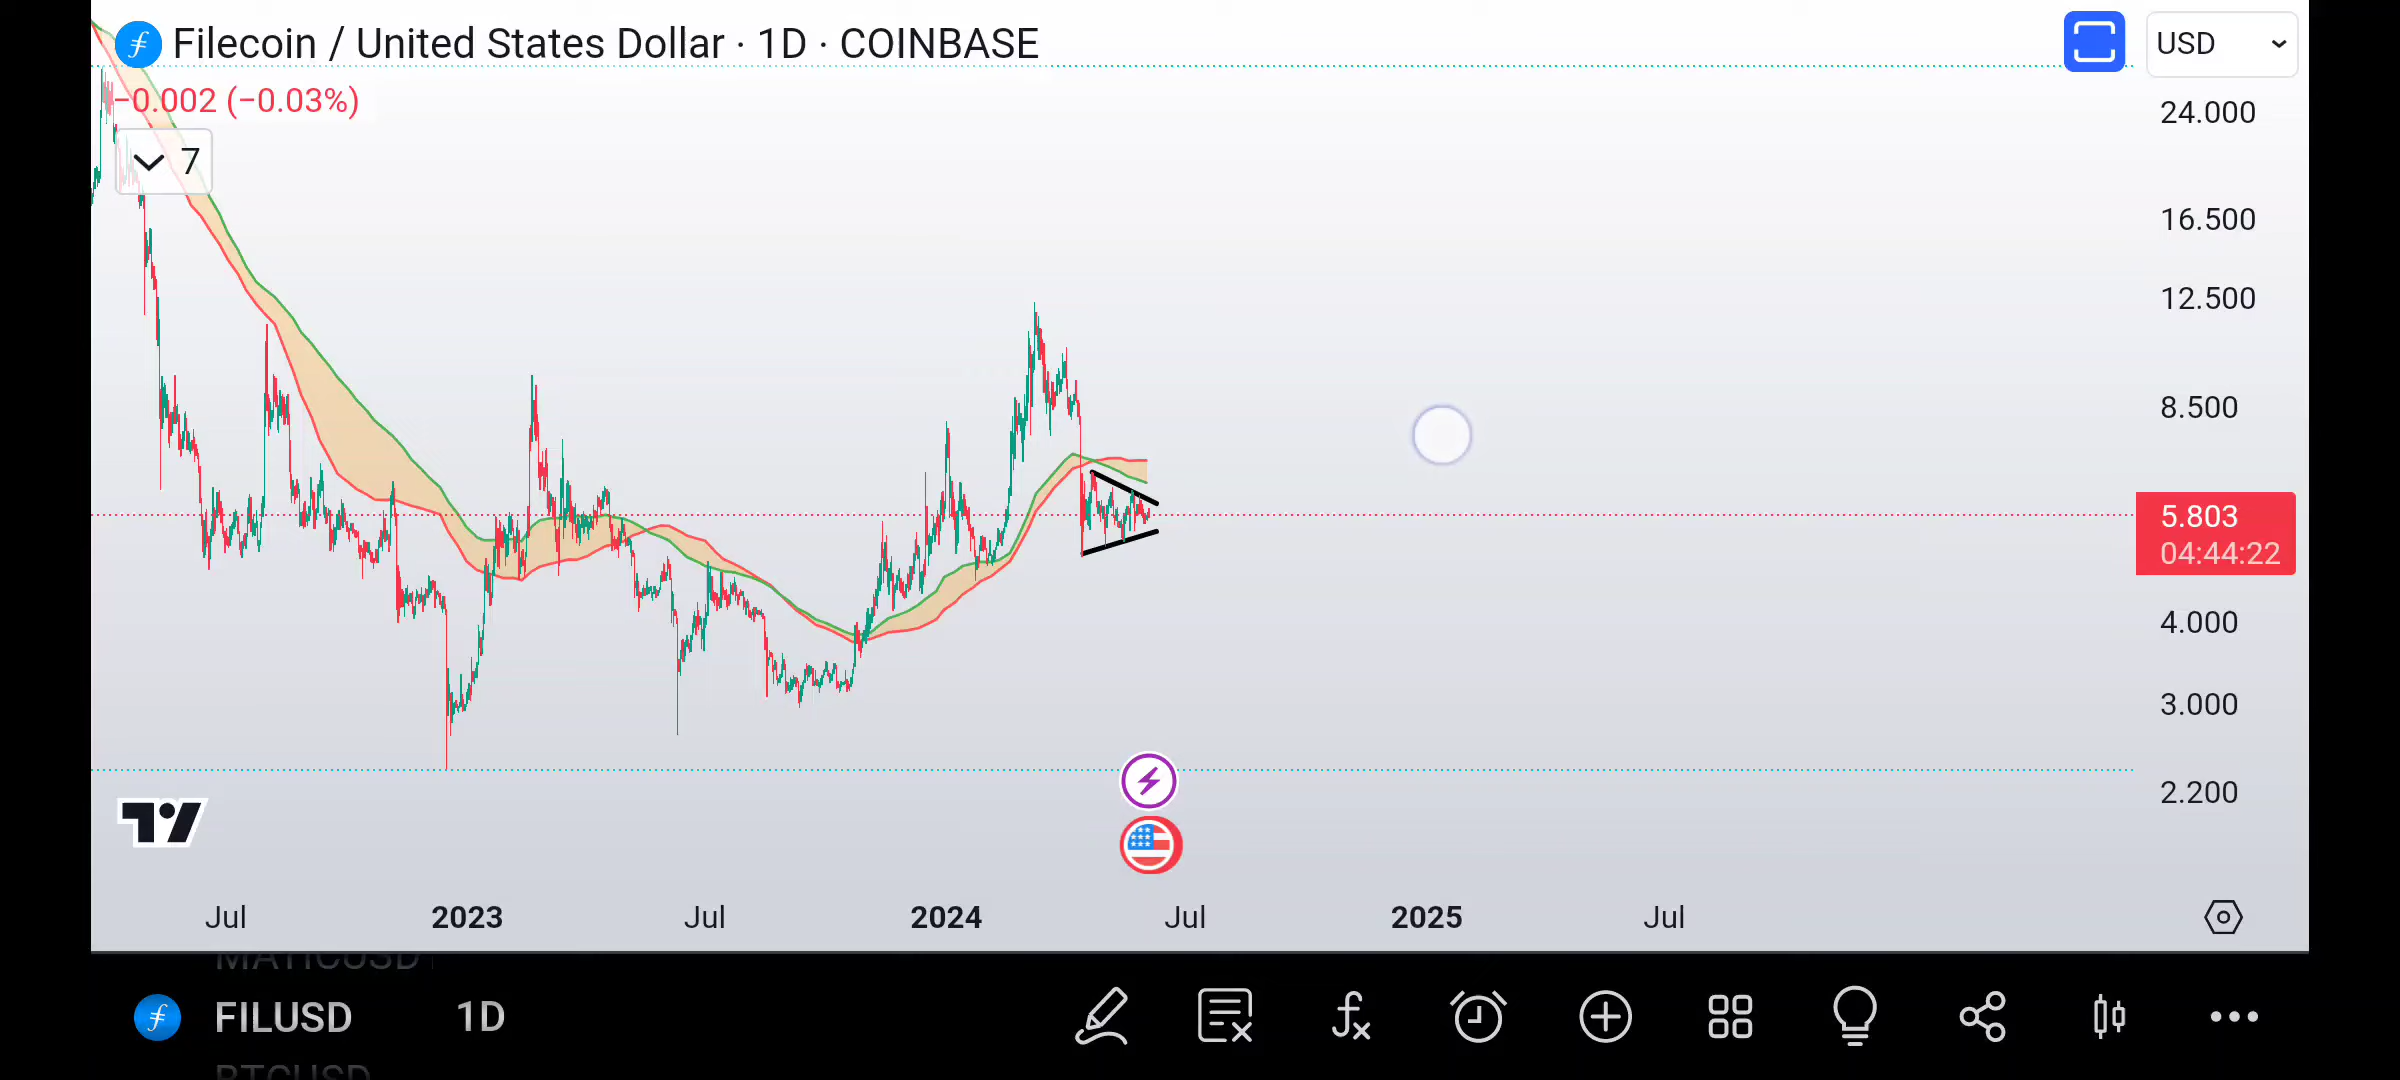 Filecoin / United States Dollar · 1D · COINBASE
USD
−0.002 (−0.03%)
7
24.000
16.500
12.500
8.500
5.803
04:44:22
4.000
3.000
2.200
Jul
2023
Jul
2024
Jul
2025
Jul
MATICUSD
FILUSD
1D
BTCUSD